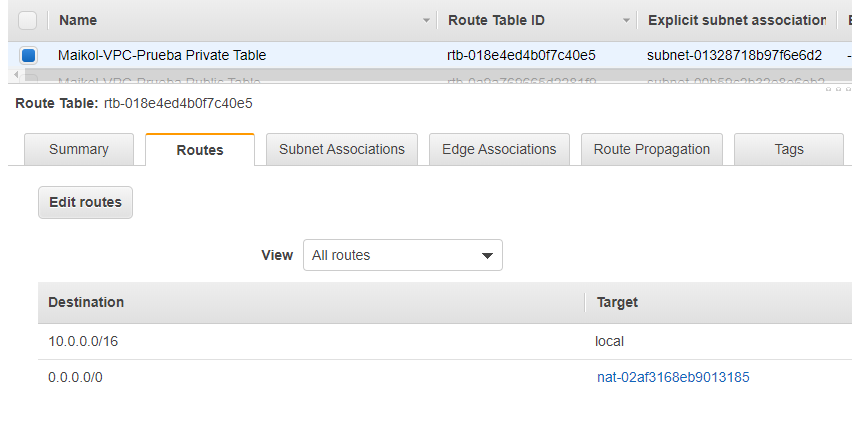 Name Route Table ID Explicit subnet association
Maikol-VPC-Prueba Private Table rtb-018e4ed4b0f7c40e5 subnet-01328718b97f6e6d2 -
Maikol-VPC-Prueba Public Table
Route Table: rtb-018e4ed4b0f7c40e5
Summary Routes Subnet Associations Edge Associations Route Propagation Tags
Edit routes
View All routes
Destination Target
10.0.0.0/16 local
0.0.0.0/0 nat-02af3168eb9013185